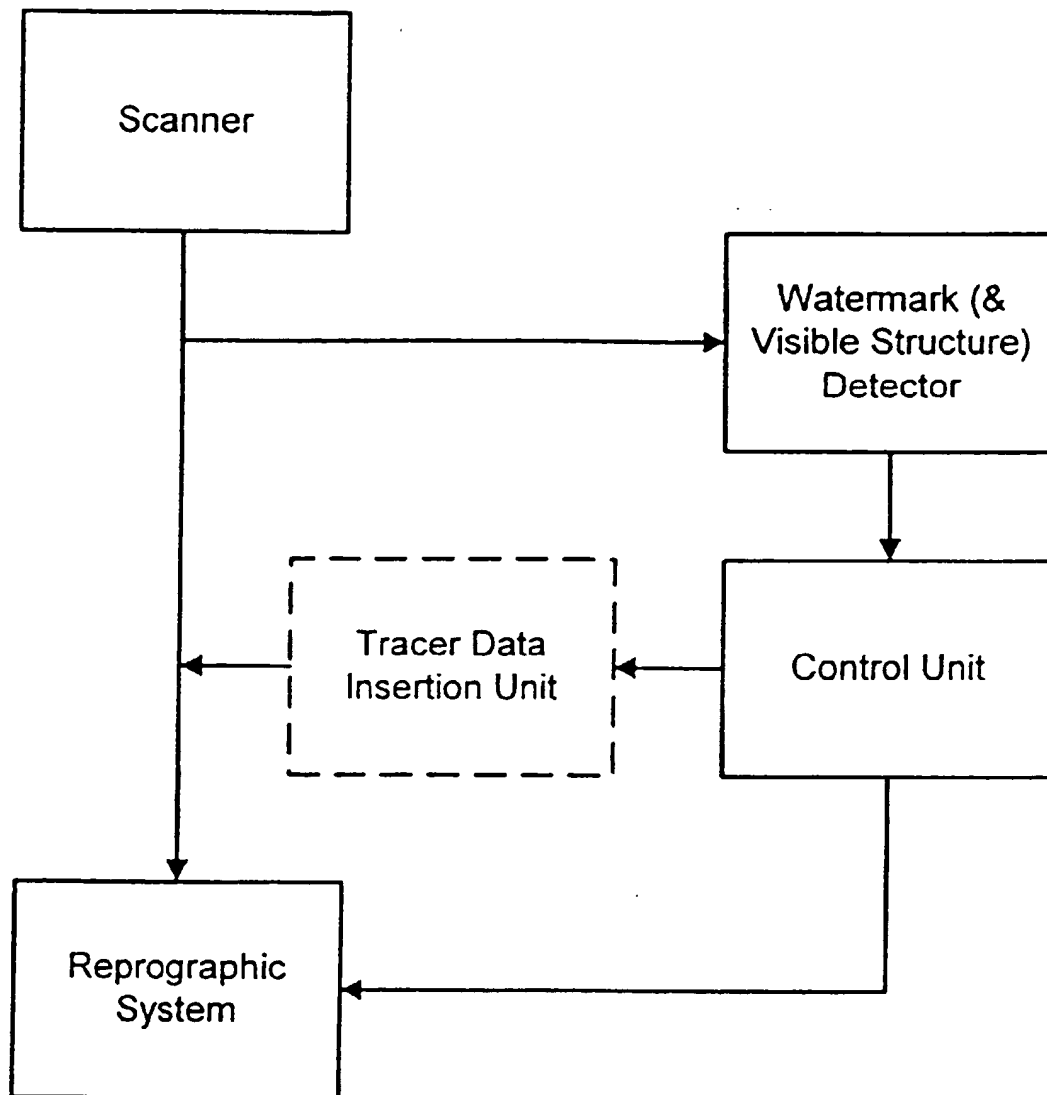 Scanner
Watermark (&
Visible Structure)
Detector
Tracer Data
Insertion Unit
Control Unit
Reprographic
System